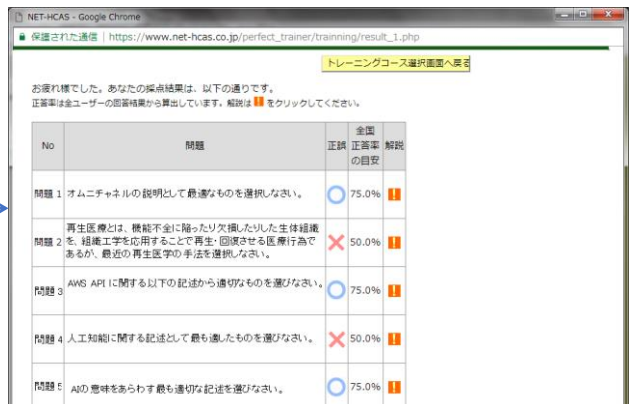 NET-HCAS - Google Chrome
保護された通信 | https://www.net-hcas.co.jp/perfect_trainer/trainning/result_1.php
トレーニングコース選択画面へ戻る
お疲れ様でした。あなたの採点結果は、以下の通りです。
正答率は全ユーザーの回答結果から算出しています。解説は ! をクリックしてください。
No 問題 正誤 全国正答率の目安 解説
問題 1 オムニチャネルの説明として最適なものを選択しなさい。 75.0%
問題 2 再生医療とは、機能不全に陥ったり欠損したりした生体組織
を、組織工学を応用することで再生・回復させる医療行為で
あるが、最近の再生医学の手法を選択しなさい。 50.0%
問題 3 AWS API に関する以下の記述から適切なものを選びなさい。 75.0%
問題 4 人工知能に関する記述として最も適したものを選びなさい。 50.0%
問題 5 AIの意味をあらわす最も適切な記述を選びなさい。 75.0%